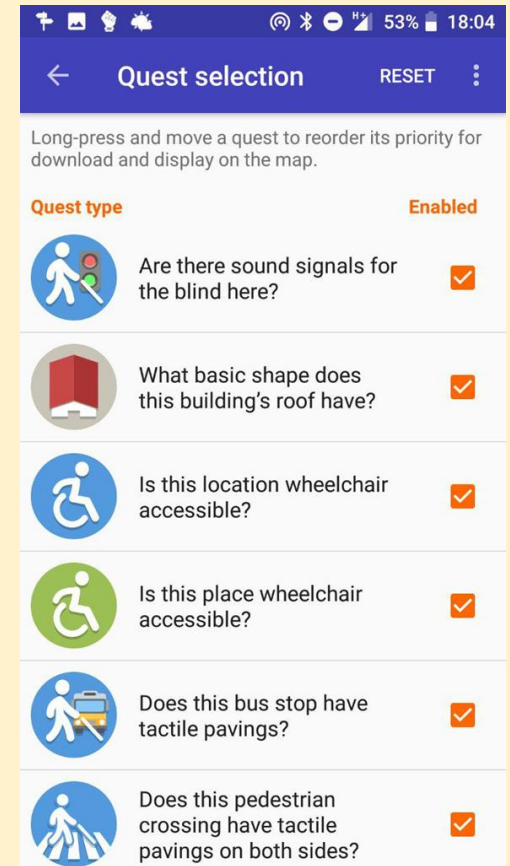 53% 18:04
Quest selection RESET
Long-press and move a quest to reorder its priority for
download and display on the map.
Quest type Enabled
Are there sound signals for
the blind here?
What basic shape does
this building's roof have?
Is this location wheelchair
accessible?
Is this place wheelchair
accessible?
Does this bus stop have
tactile pavings?
Does this pedestrian
crossing have tactile
pavings on both sides?